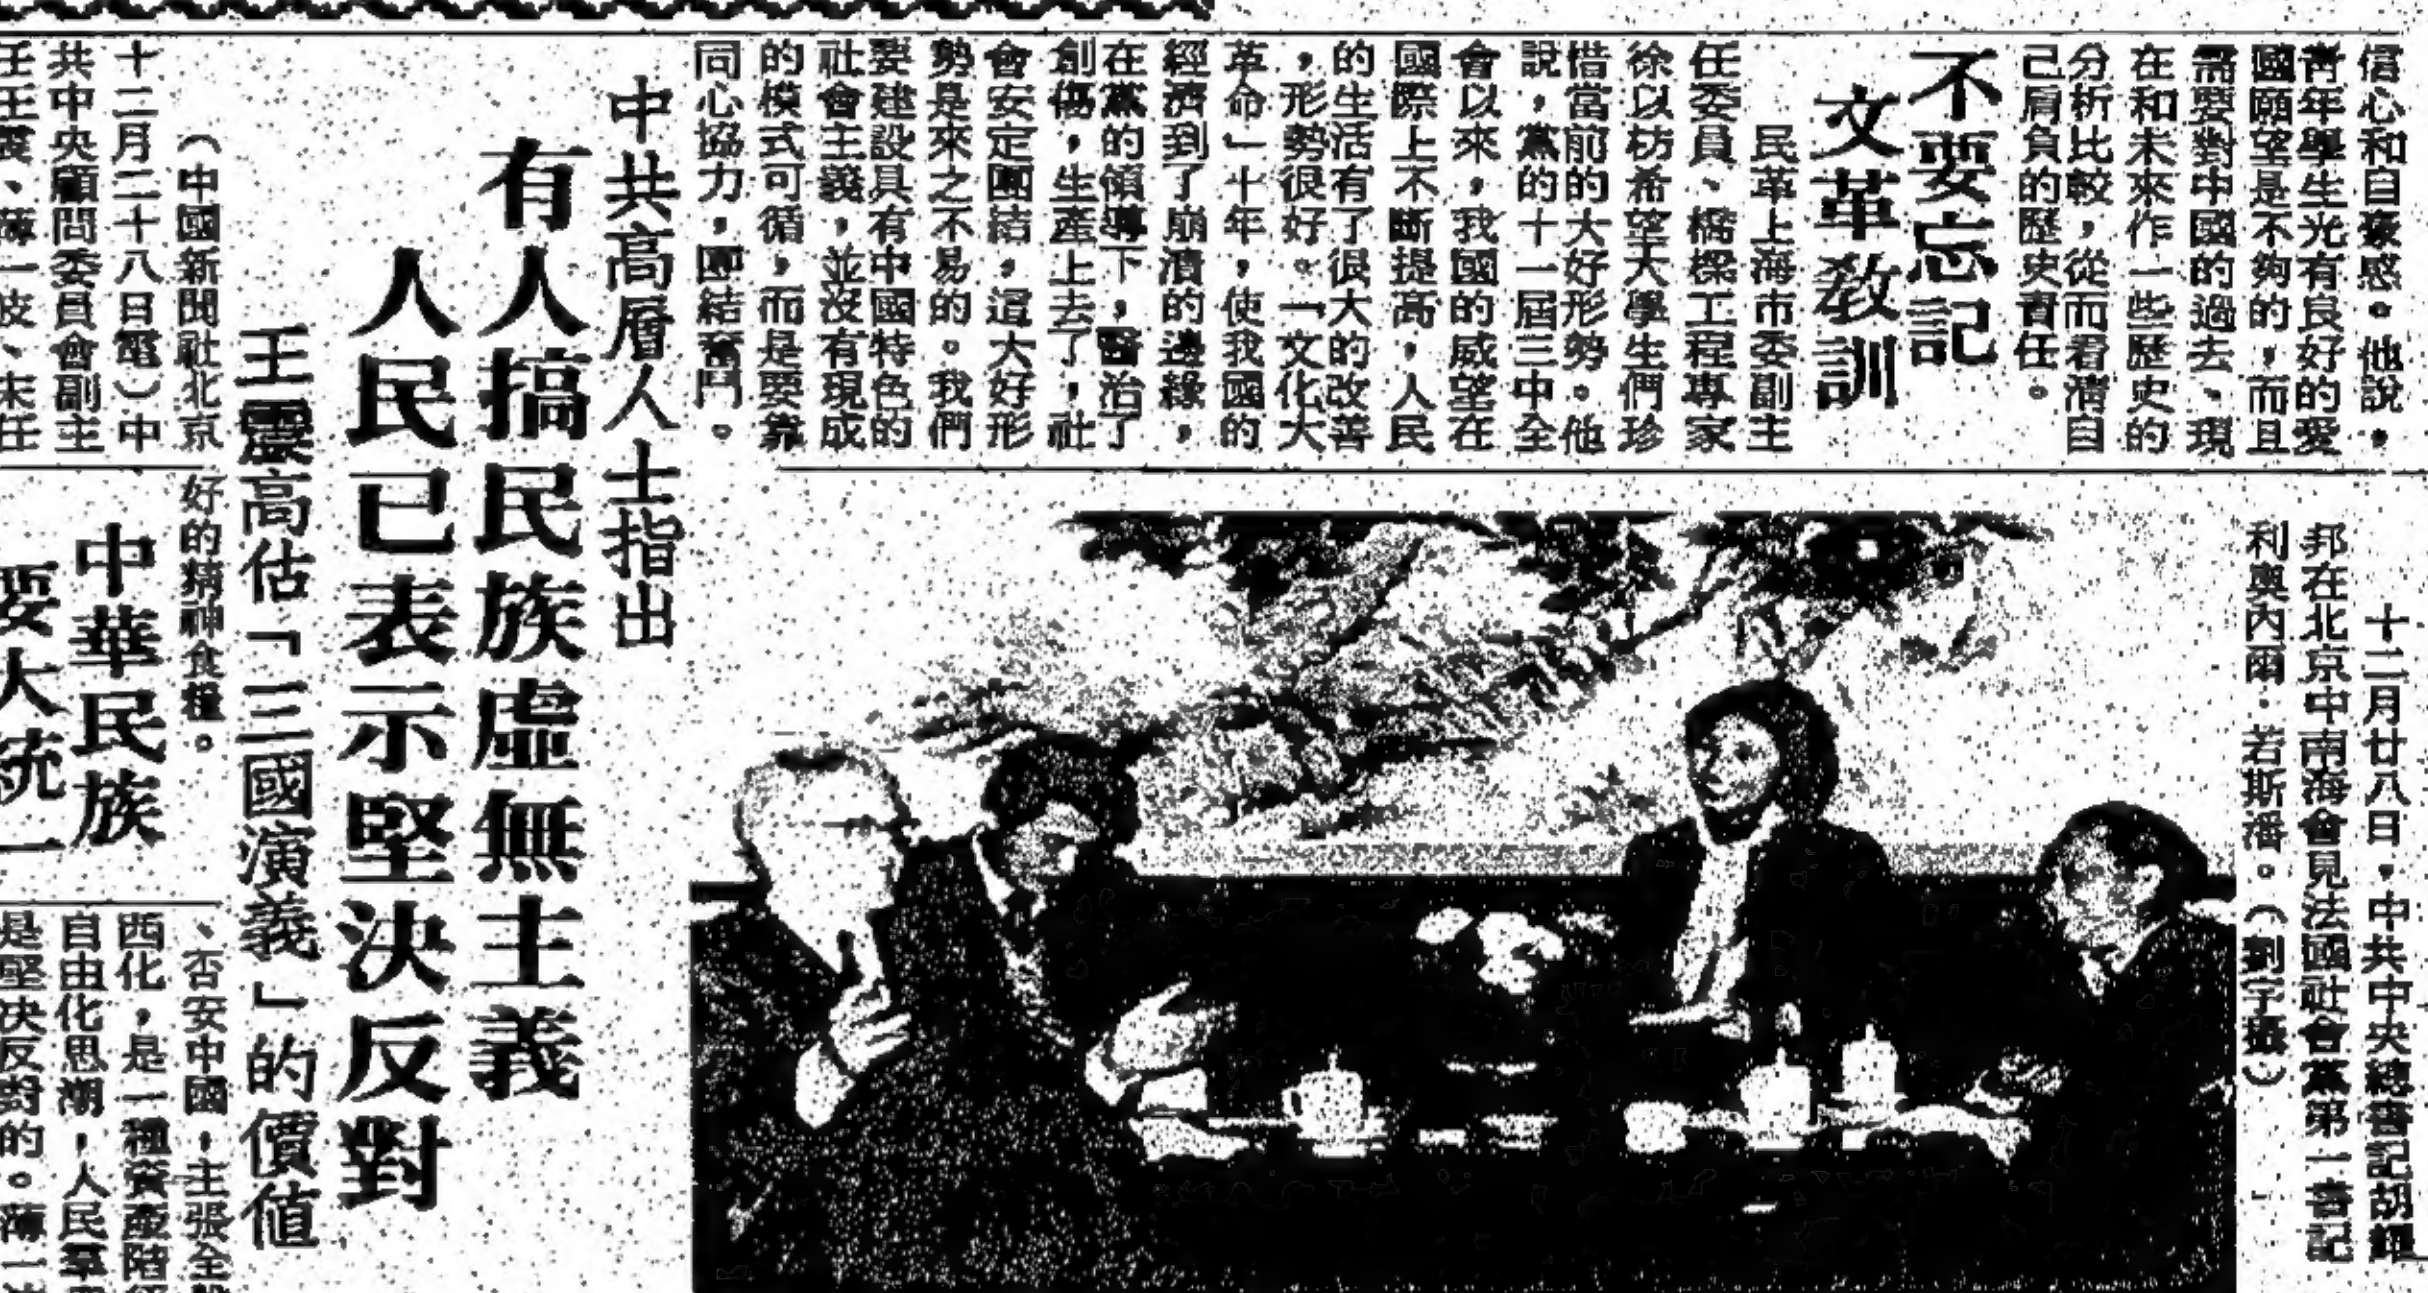 信心和自豪感。他說，
青年學生光有良好的愛
國願望是不夠的，而且
需要對中國的過去、現
在和未來作一些歷史的
分析比較，從而看清自
己肩負的歷史責任。
不要忘記
文革教訓
民革上海市委副主
任委員、橋樑工程專家
徐以枋希望大學生們珍
惜當前的大好形勢。他
說，黨的十一屆三中全
會以來，我國的威望在
國際上不斷提高，人民
的生活有了很大的改善
，形勢很好。「文化大
革命」十年，使我國的
經濟到了崩潰的邊緣，
在黨的領導下，醫治了
創傷，生產上去了，社
會安定團結，這大好形
勢是來之不易的。我們
要建設具有中國特色的
社會主義，並沒有現成
的模式可循，而是要靠
同心協力，團結奮鬥。
中共高層人士指出
有人搞民族虛無主義
人民已表示堅決反對
王震高估「三國演義」的價值
（中國新聞社北京
十二月二十八日電）中
共中央顧問委員會副主
任王震、薄一波、宋任
好的精神食糧。
中華民族
要大統一
、否安中國，主張全盤
西化，是一種資產階級
自由化思潮，人民羣眾
是堅決反對的。薄一波
十二月廿八日，中共中央總書記胡耀
邦在北京中南海會見法國社會黨第一書記
利奧內爾·若斯潘。（劉宇攝）